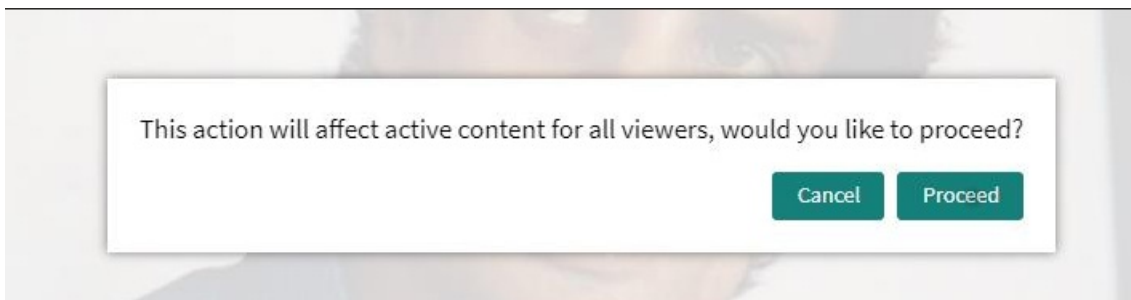 This action will affect active content for all viewers, would you like to proceed?
Cancel Proceed